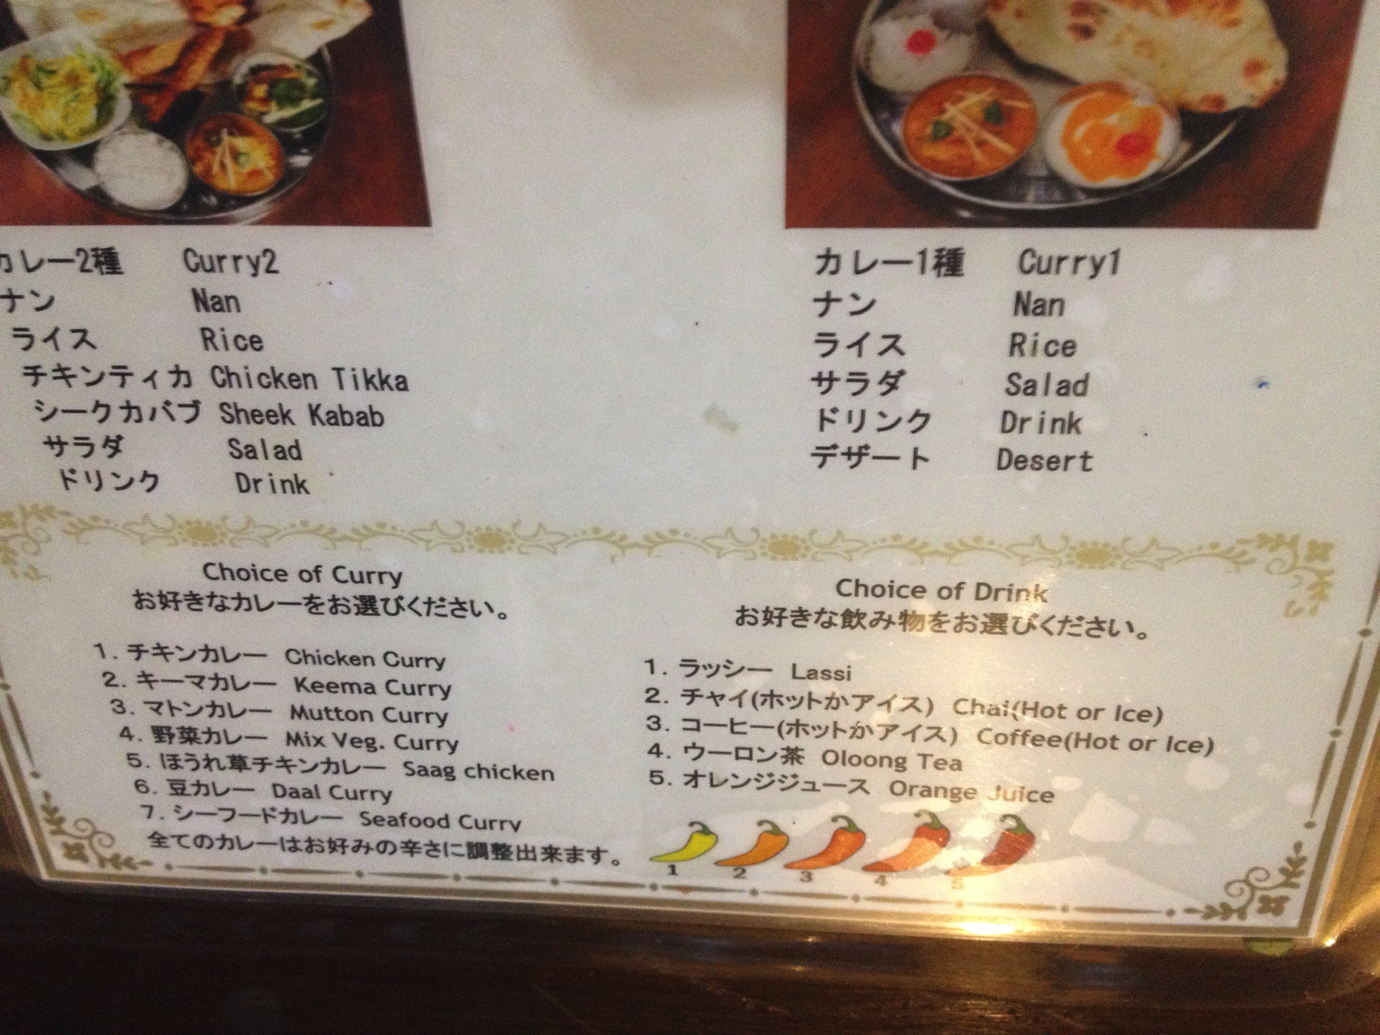 カレー2種 Curry2
ナン Nan
ライス Rice
チキンティカ Chicken Tikka
シークカバブ Sheek Kabab
サラダ Salad
ドリンク Drink
カレー1種 Curry1
ナン Nan
ライス Rice
サラダ Salad
ドリンク Drink
デザート Desert
Choice of Curry
お好きなカレーをお選びください。
1. チキンカレー Chicken Curry
2. キーマカレー Keema Curry
3. マトンカレー Mutton Curry
4. 野菜カレー Mix Veg. Curry
5. ほうれ草チキンカレー Saag chicken
6. 豆カレー Daal Curry
7. シーフードカレー Seafood Curry
全てのカレーはお好みの辛さに調整出来ます。
Choice of Drink
お好きな飲み物をお選びください。
1. ラッシー Lassi
2. チャイ(ホットかアイス) Chai(Hot or Ice)
3. コーヒー(ホットかアイス) Coffee(Hot or Ice)
4. ウーロン茶 Oloong Tea
5. オレンジジュース Orange Juice
1 2 3 4 5